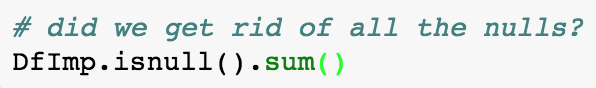 # did we get rid of all the nulls?
DfImp.isnull().sum()